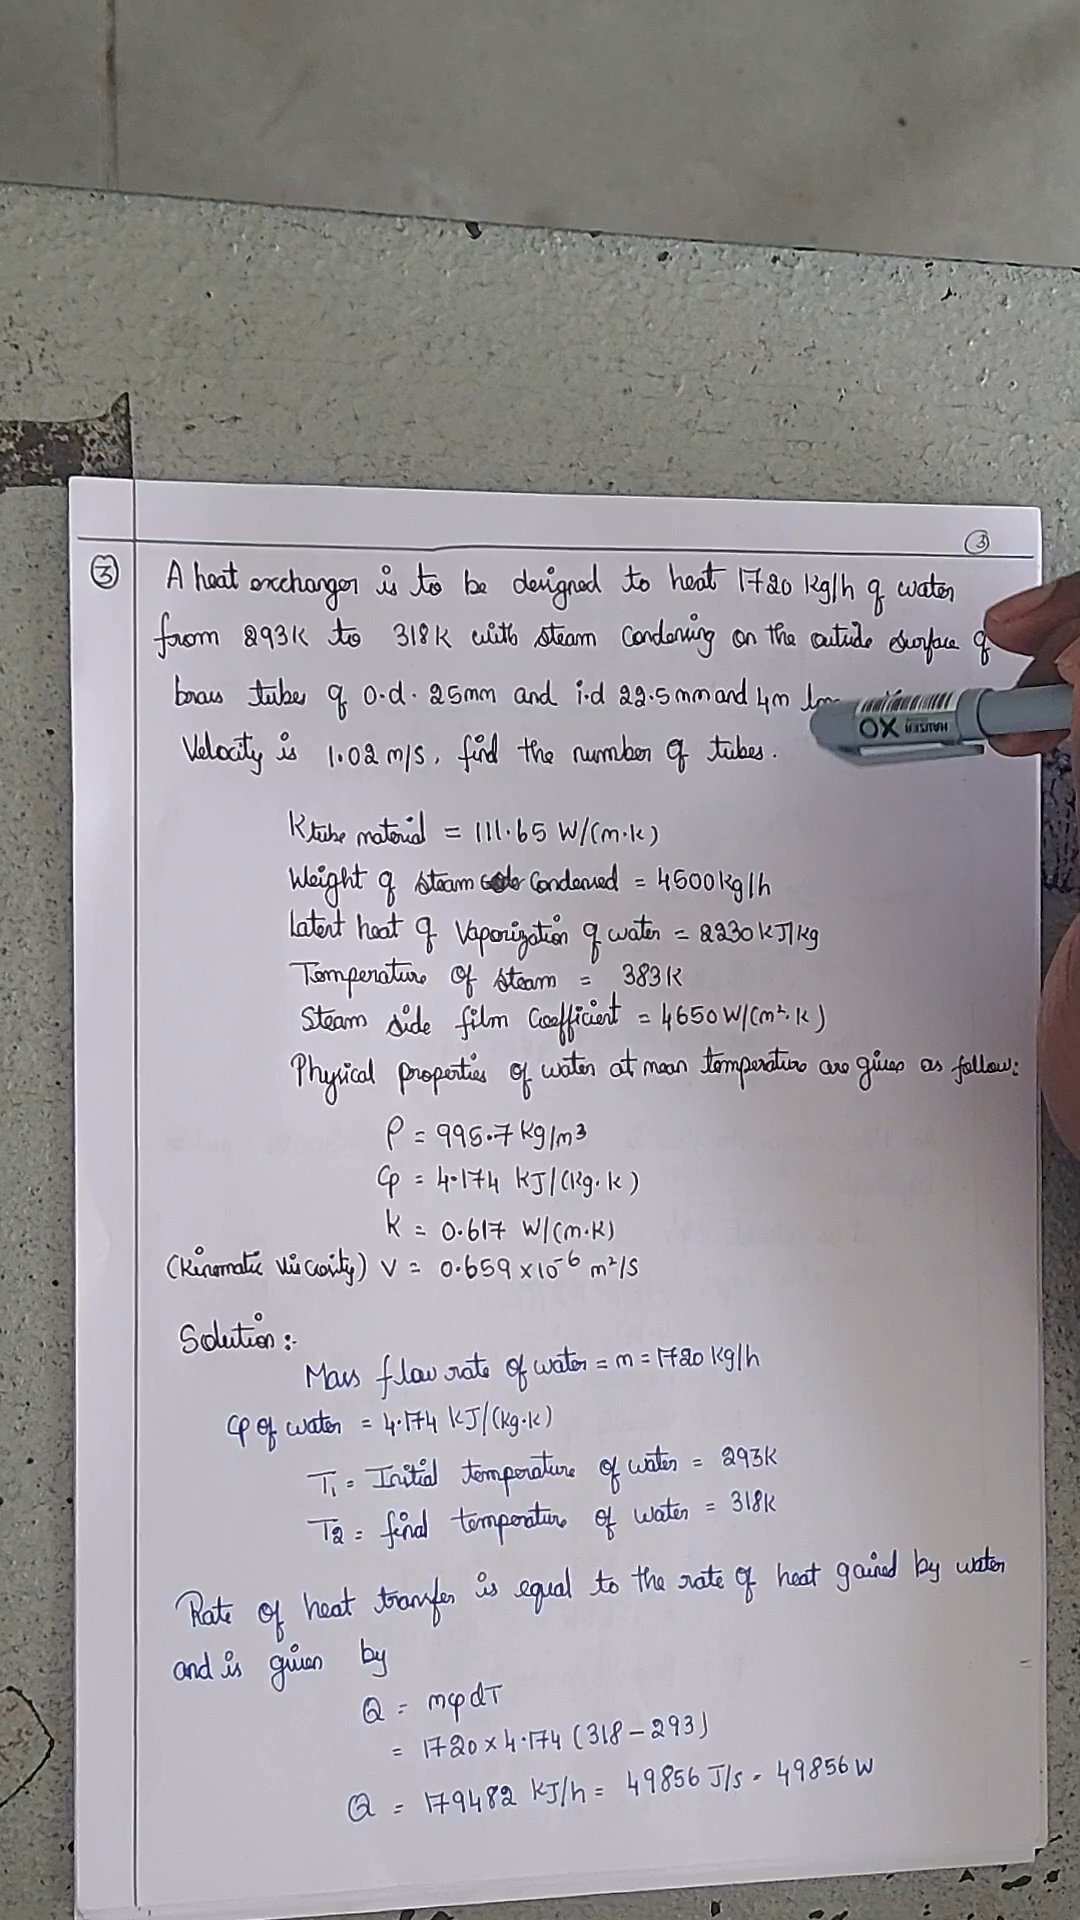 ③
③ A heat exchanger is to be designed to heat 1720 kg/h of water
from 293K to 318K with steam condensing on the outside surface of
brass tubes of o.d. 25mm and i.d 22.5mm and 4m
Velocity is 1.02 m/s, find the number of tubes.
K tube material = 111.65 W/(m.k)
Weight of steam Condensed = 4500kg/h
Latent heat of Vaporization of water = 2230 kJ/kg
Temperature of steam = 383K
Steam side film Coefficient = 4650 W/(m².k)
Physical properties of water at mean temperature are given as follow:
ρ = 995.7 kg/m³
Cp = 4.174 kJ/(kg.k)
k = 0.617 W/(m.K)
(Kinematic viscosity) v = 0.659 x10⁻⁶ m²/s
Solution :-
Mass flow rate of water = m = 1720 kg/h
Cp of water = 4.174 kJ/(kg.k)
T₁ = Initial temperature of water = 293K
T₂ = final temperature of water = 318K
Rate of heat transfer is equal to the rate of heat gained by water
and is given by
Q = mcp dT
= 1720 x 4.174 (318 - 293)
Q = 179482 kJ/h = 49856 J/s = 49856 W
HAUSER XO